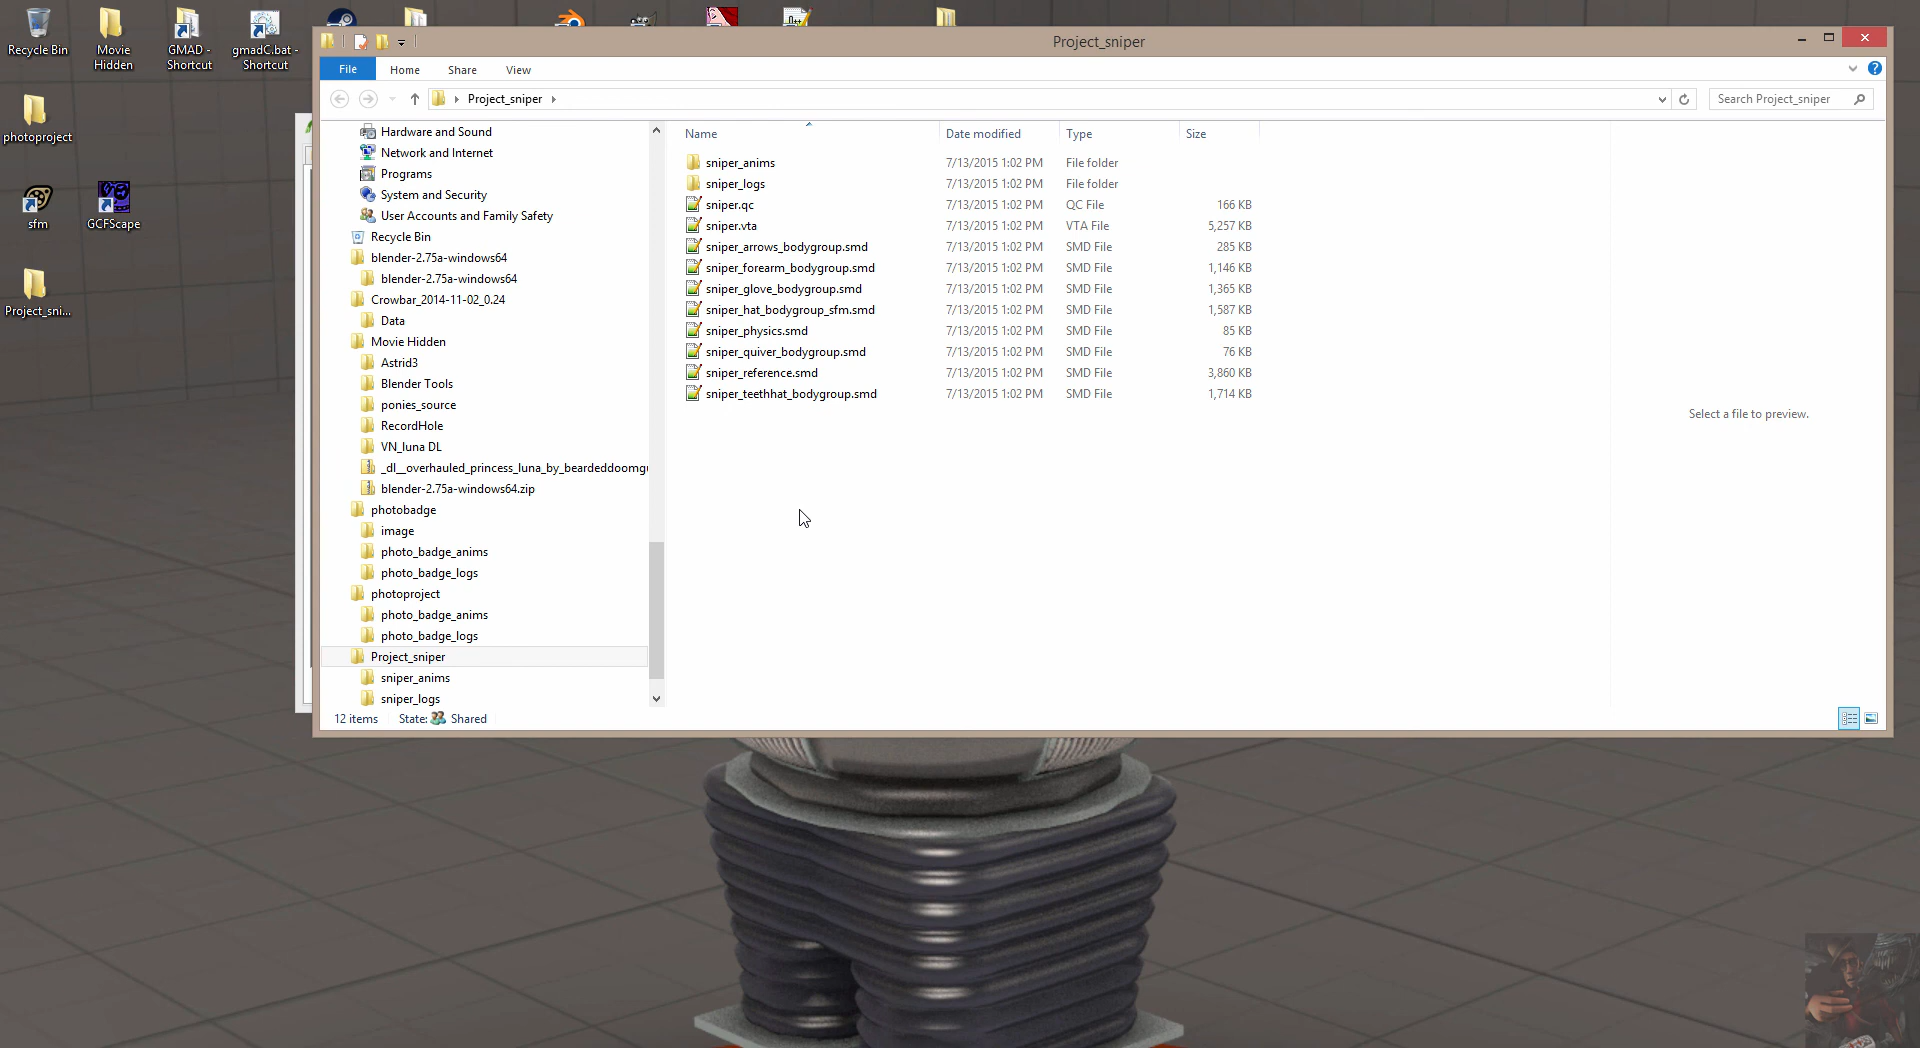 Recycle Bin
Movie Hidden
GMAD - Shortcut
gmadC.bat - Shortcut
photoproject
sfm
GCFScape
Project_sni...
Project_sniper
File
Home
Share
View
Project_sniper
Search Project_sniper
Hardware and Sound
Network and Internet
Programs
System and Security
User Accounts and Family Safety
Recycle Bin
blender-2.75a-windows64
blender-2.75a-windows64
Crowbar_2014-11-02_0.24
Data
Movie Hidden
Astrid3
Blender Tools
ponies_source
RecordHole
VN_luna DL
_dl__overhauled_princess_luna_by_beardeddoomgu
blender-2.75a-windows64.zip
photobadge
image
photo_badge_anims
photo_badge_logs
photoproject
photo_badge_anims
photo_badge_logs
Project_sniper
sniper_anims
sniper_logs
Name Date modified Type Size
sniper_anims 7/13/2015 1:02 PM File folder
sniper_logs 7/13/2015 1:02 PM File folder
sniper.qc 7/13/2015 1:02 PM QC File 166 KB
sniper.vta 7/13/2015 1:02 PM VTA File 5,257 KB
sniper_arrows_bodygroup.smd 7/13/2015 1:02 PM SMD File 285 KB
sniper_forearm_bodygroup.smd 7/13/2015 1:02 PM SMD File 1,146 KB
sniper_glove_bodygroup.smd 7/13/2015 1:02 PM SMD File 1,365 KB
sniper_hat_bodygroup_sfm.smd 7/13/2015 1:02 PM SMD File 1,587 KB
sniper_physics.smd 7/13/2015 1:02 PM SMD File 85 KB
sniper_quiver_bodygroup.smd 7/13/2015 1:02 PM SMD File 76 KB
sniper_reference.smd 7/13/2015 1:02 PM SMD File 3,860 KB
sniper_teethhat_bodygroup.smd 7/13/2015 1:02 PM SMD File 1,714 KB
Select a file to preview.
12 items State: Shared